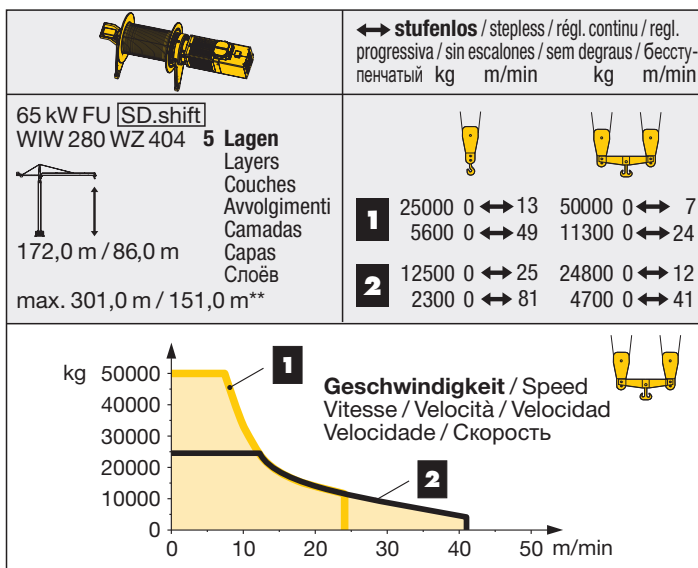 ↔ stufenlos / stepless / régl. continu / regl.
progressiva / sin escalones / sem degraus / бессту-
пенчатый kg m/min kg m/min
65 kW FU SD.shift
WIW 280 WZ 404 5 Lagen
Layers
Couches
Avvolgimenti
Camadas
Capas
Слоёв
172,0 m / 86,0 m
max. 301,0 m / 151,0 m**
1 25000 0 ↔ 13 50000 0 ↔ 7
5600 0 ↔ 49 11300 0 ↔ 24
2 12500 0 ↔ 25 24800 0 ↔ 12
2300 0 ↔ 81 4700 0 ↔ 41
kg 50000
40000
30000
20000
10000
0
1
Geschwindigkeit / Speed
Vitesse / Velocità / Velocidad
Velocidade / Скорость
2
0 10 20 30 40 50 m/min